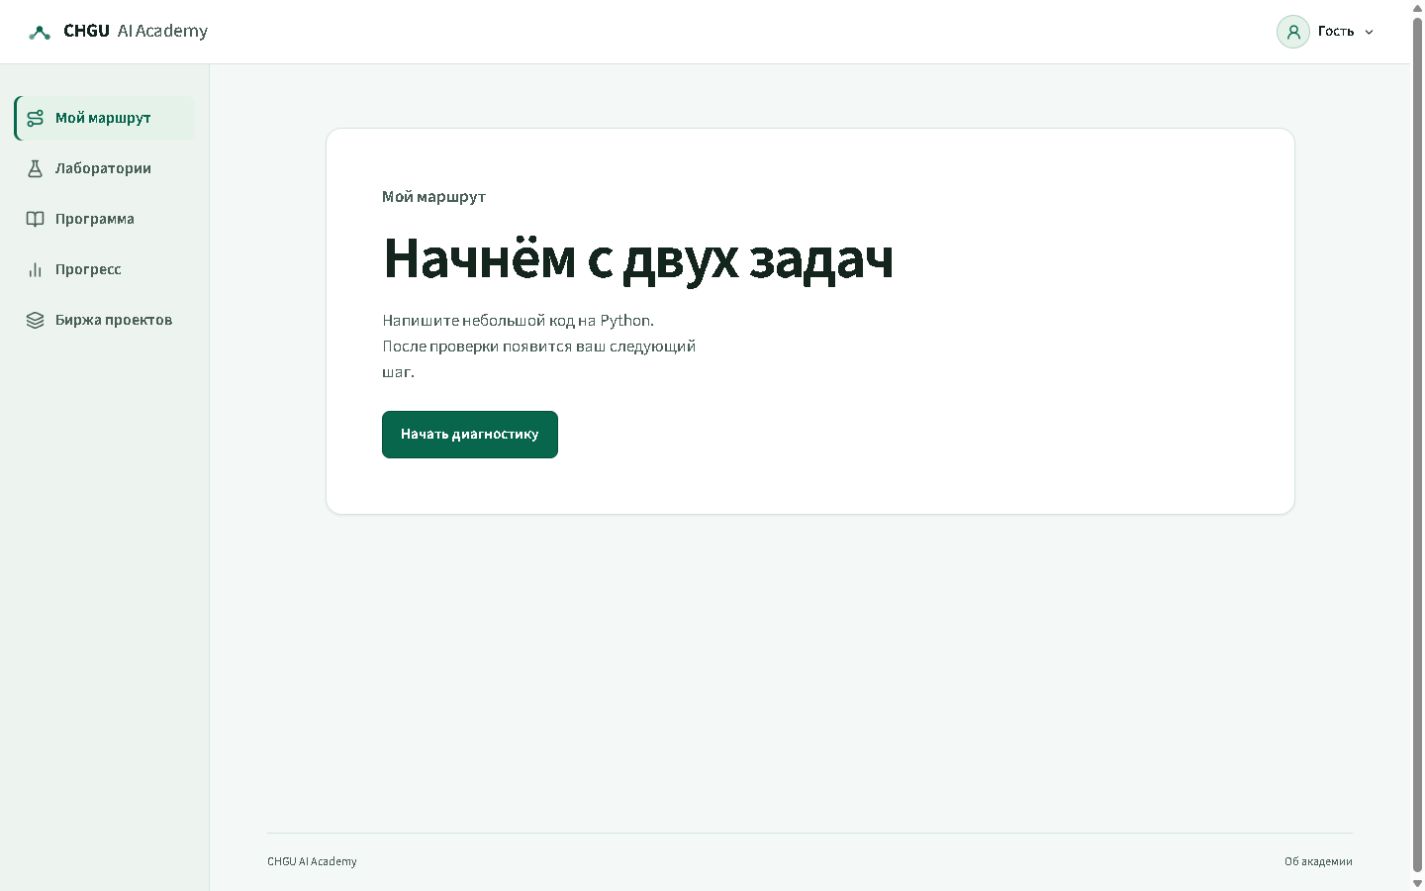 CHGU AI Academy
Гость
Мой маршрут
Лаборатории
Программа
Прогресс
Биржа проектов
Мой маршрут
Начнём с двух задач
Напишите небольшой код на Python.
После проверки появится ваш следующий
шаг.
Начать диагностику
CHGU AI Academy
Об академии